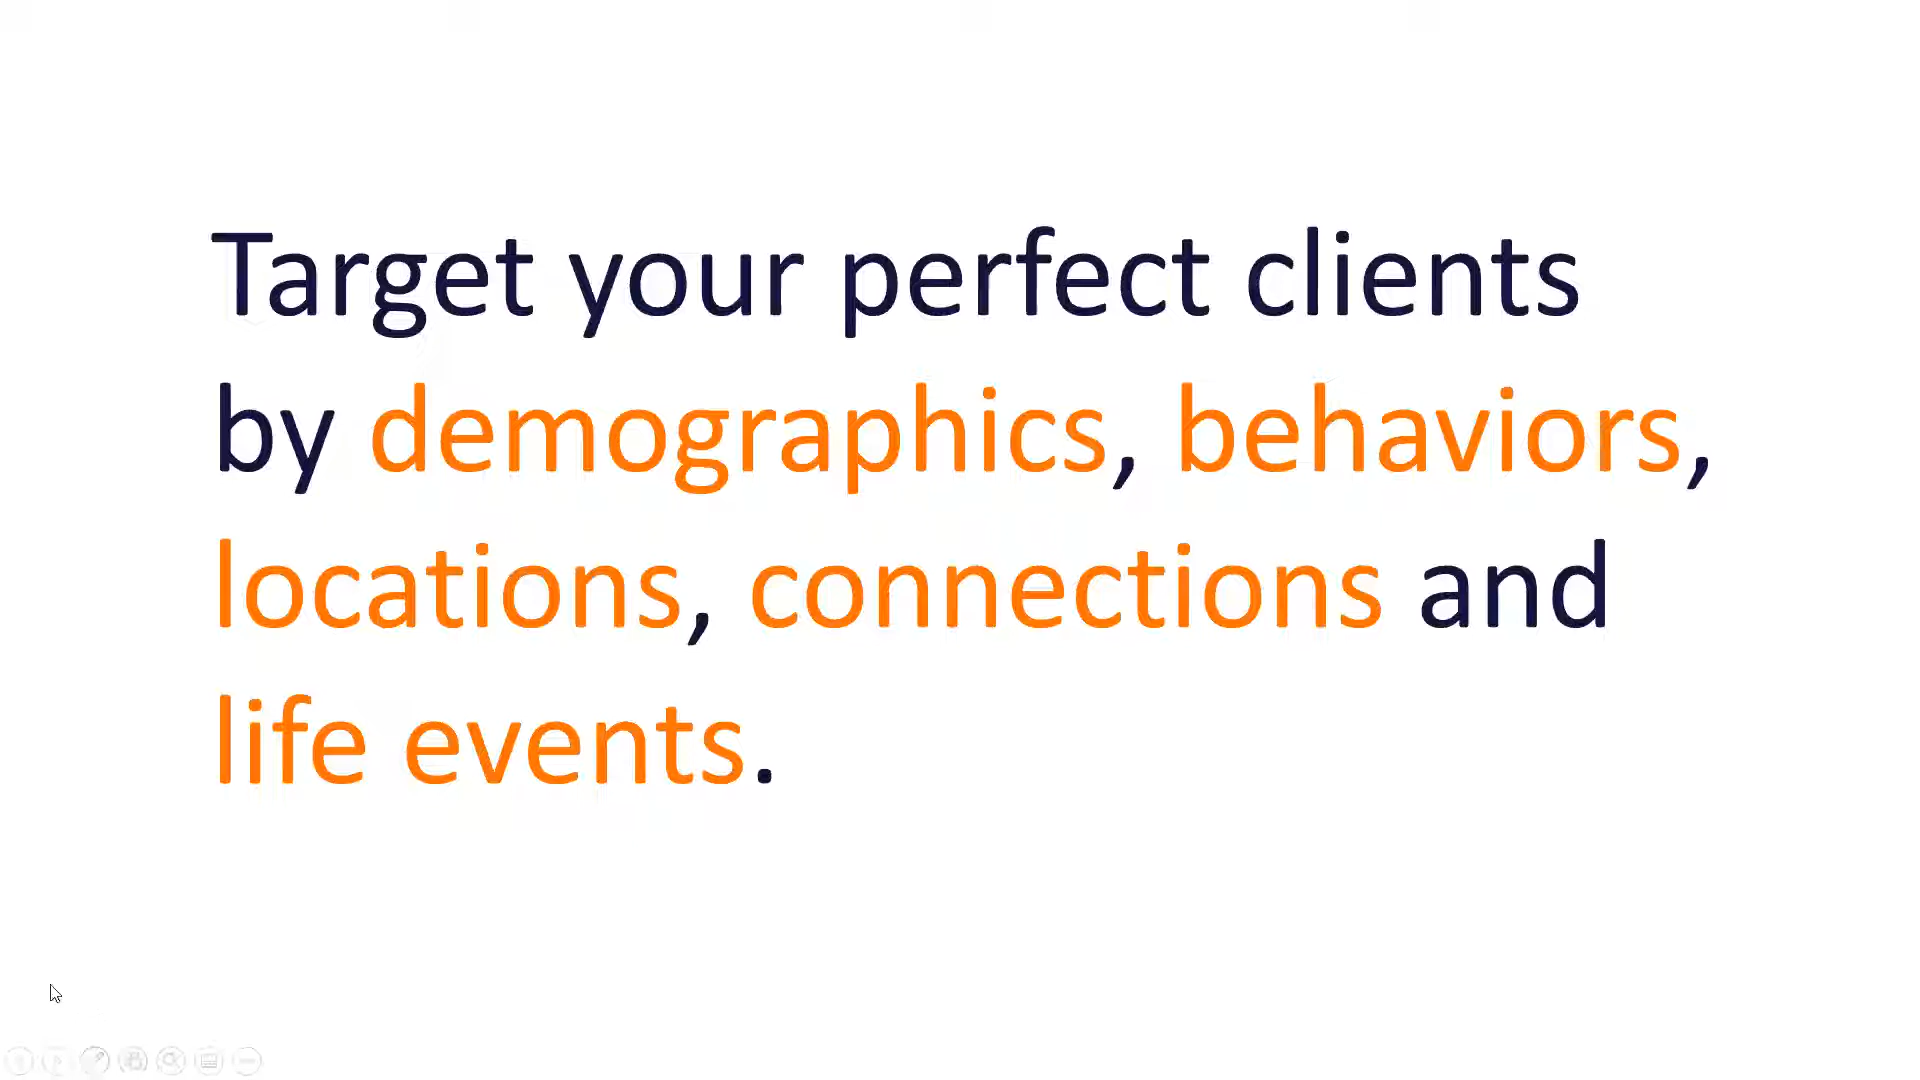 Target your perfect clients
by demographics, behaviors,
locations, connections and
life events.